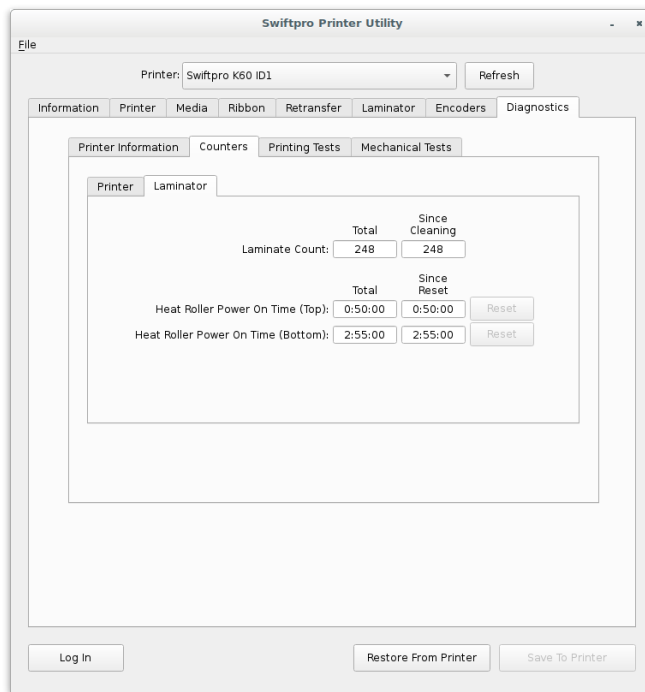 Swiftpro Printer Utility
File
Printer: Swiftpro K60 ID1 Refresh
Information Printer Media Ribbon Retransfer Laminator Encoders Diagnostics
Printer Information Counters Printing Tests Mechanical Tests
Printer Laminator
Total Since Cleaning
Laminate Count: 248 248
Total Since Reset
Heat Roller Power On Time (Top): 0:50:00 0:50:00 Reset
Heat Roller Power On Time (Bottom): 2:55:00 2:55:00 Reset
Log In Restore From Printer Save To Printer